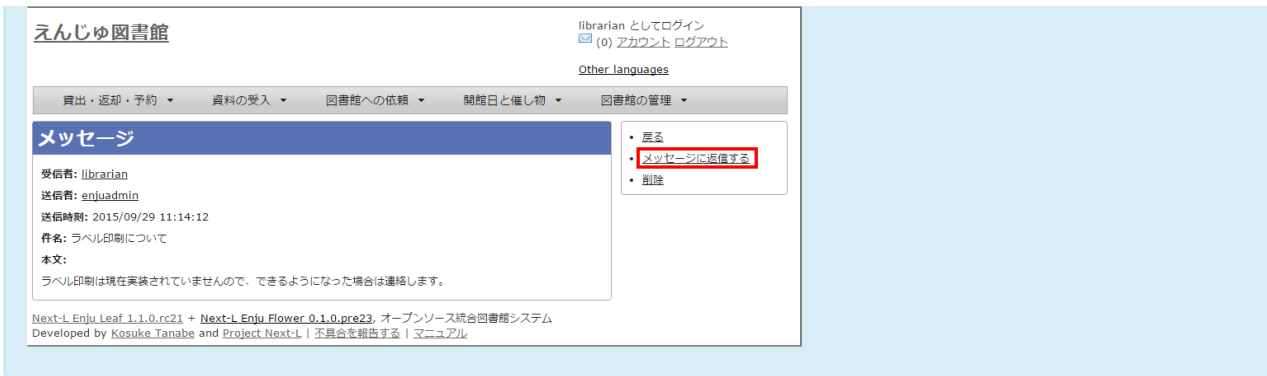 えんじゅ図書館
librarian としてログイン
(0) アカウント ログアウト
Other languages
貸出・返却・予約 ▼ 資料の受入 ▼ 図書館への依頼 ▼ 開館日と催し物 ▼ 図書館の管理 ▼
メッセージ
受信者: librarian
送信者: enjuadmin
送信時刻: 2015/09/29 11:14:12
件名: ラベル印刷について
本文:
ラベル印刷は現在実装されていませんので、できるようになった場合は連絡します。
• 戻る
• メッセージに返信する
• 削除
Next-L Enju Leaf 1.1.0.rc21 + Next-L Enju Flower 0.1.0.pre23, オープンソース統合図書館システム
Developed by Kosuke Tanabe and Project Next-L | 不具合を報告する | マニュアル